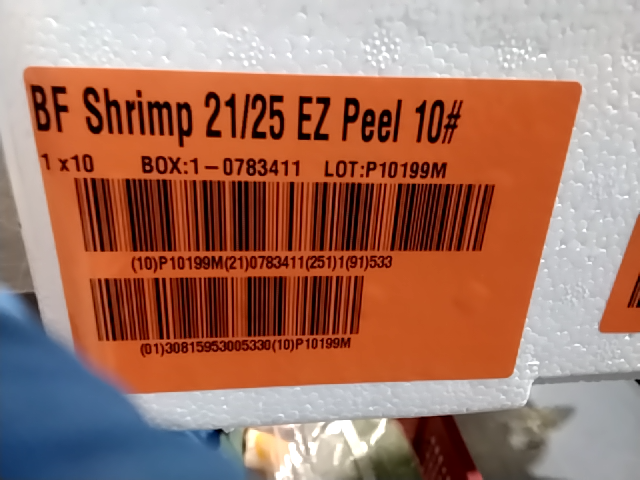 BF Shrimp 21/25 EZ Peel 10#
1 x10 BOX:1-0783411 LOT:P10199M
(10)P10199M(21)0783411(251)1(91)533
(01)30815953005330(10)P10199M